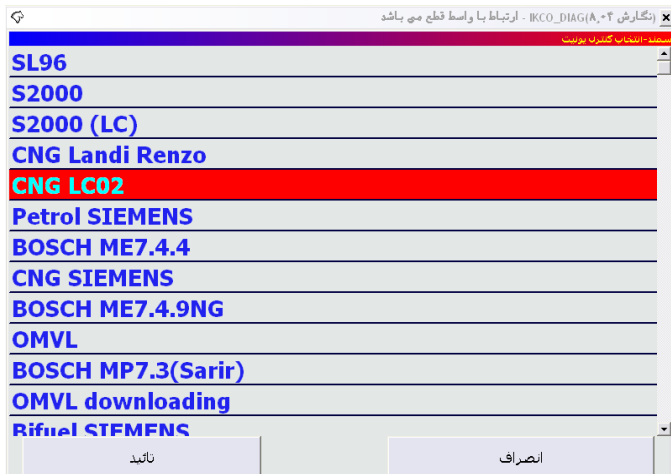 IKCO_DIAG(نگارش ۸,۰۴) - ارتباط با واسط قطع می باشد
سمند-انتخاب کنترل یونیت
SL96
S2000
S2000 (LC)
CNG Landi Renzo
CNG LC02
Petrol SIEMENS
BOSCH ME7.4.4
CNG SIEMENS
BOSCH ME7.4.9NG
OMVL
BOSCH MP7.3(Sarir)
OMVL downloading
Bifuel SIEMENS
تائید
انصراف